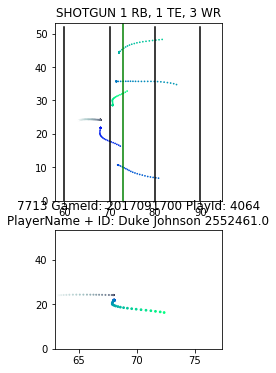 SHOTGUN 1 RB, 1 TE, 3 WR
50
40
30
20
10
0
60 70 80 90
7713 GameId: 2017091700 PlayId: 4064
PlayerName + ID: Duke Johnson 2552461.0
40
20
0
65 70 75